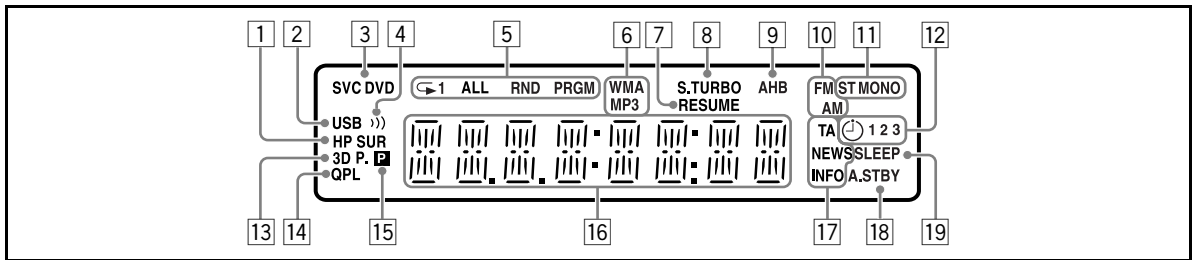 1 2 3 4 5 6 7 8 9 10 11 12
SVC DVD 1 ALL RND PRGM WMA S.TURBO AHB FM ST MONO
MP3 RESUME AM
USB TA 1 2 3
HP SUR NEWS SLEEP
3D P. P INFO A.STBY
QPL
13 14 15 16 17 18 19